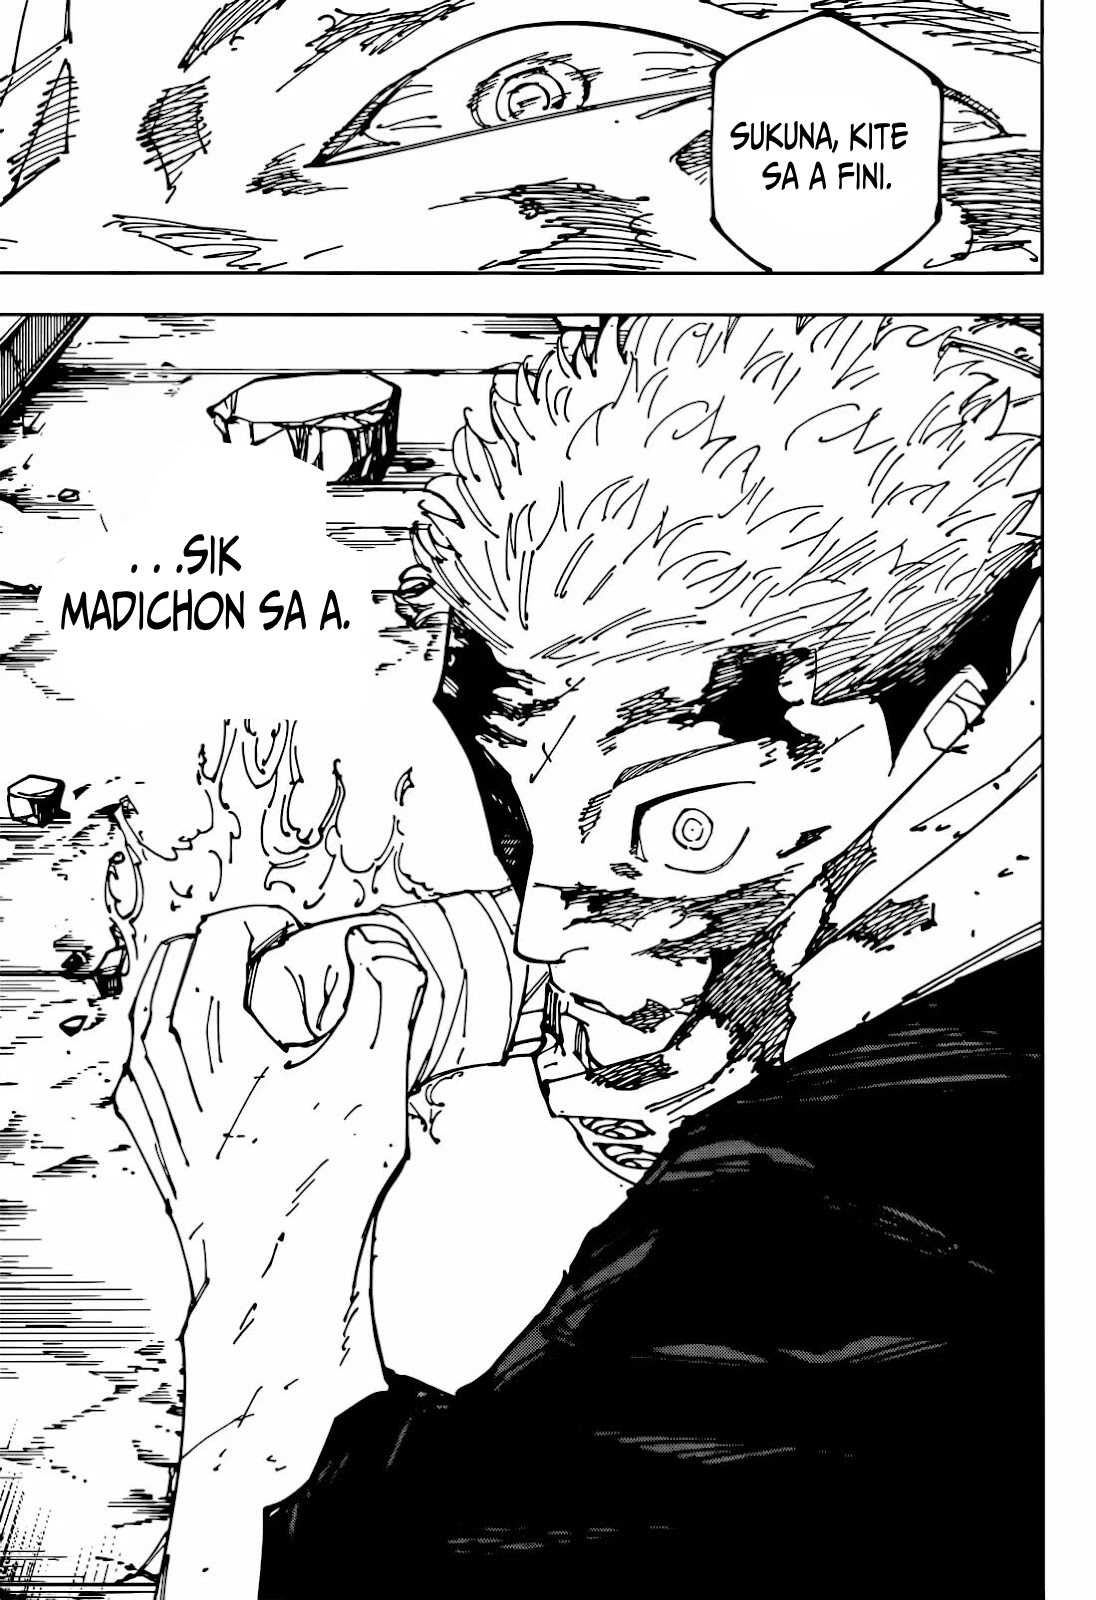 SUKUNA, KITE
SA A FINI.
. . .SIK
MADICHON SA A.